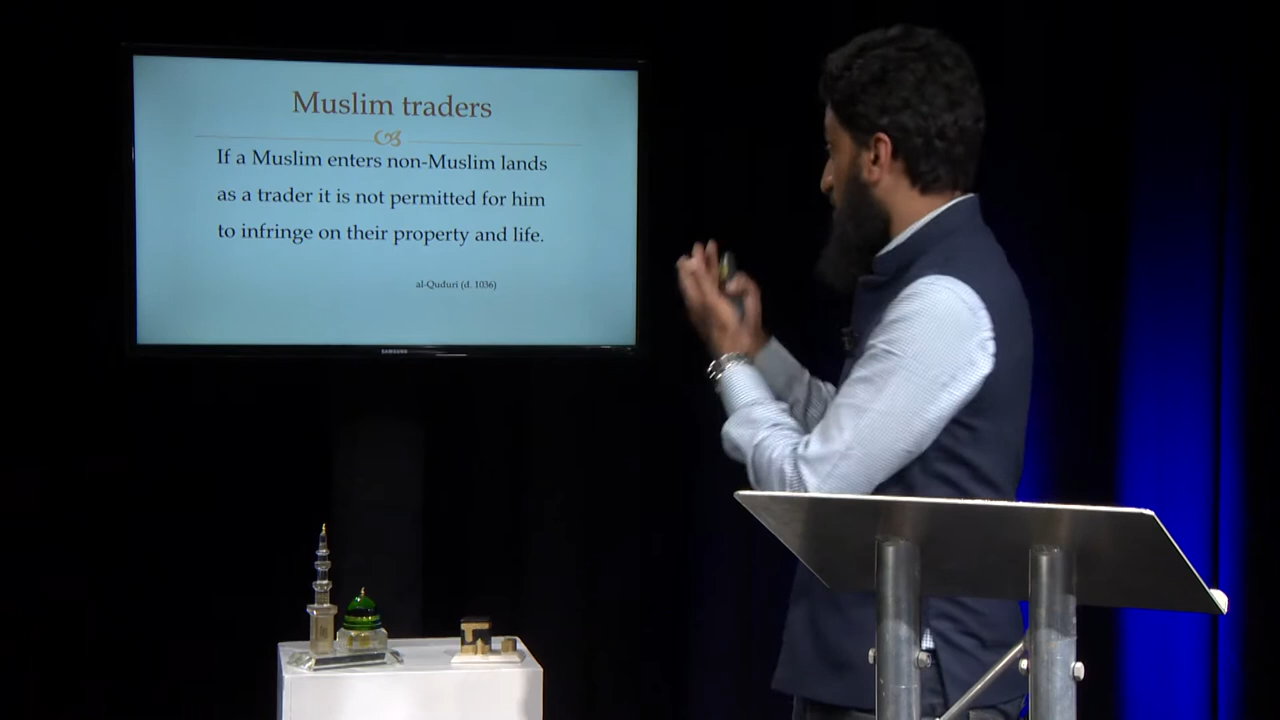 Muslim traders
If a Muslim enters non-Muslim lands
as a trader it is not permitted for him
to infringe on their property and life.
al-Quduri (d. 1036)
SAMSUNG